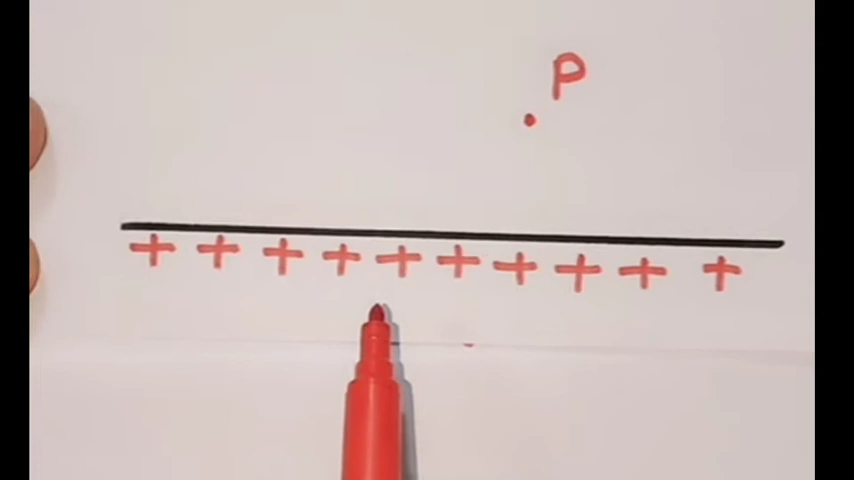 P
+ + + + + + + + + +